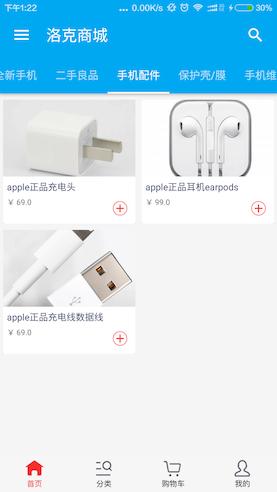 下午1:22
... 0.00K/s
30%
洛克商城
全新手机 二手良品 手机配件 保护壳/膜 手机维
apple正品充电头
¥ 69.0
apple正品耳机earpods
¥ 99.0
apple正品充电线数据线
¥ 69.0
首页 分类 购物车 我的